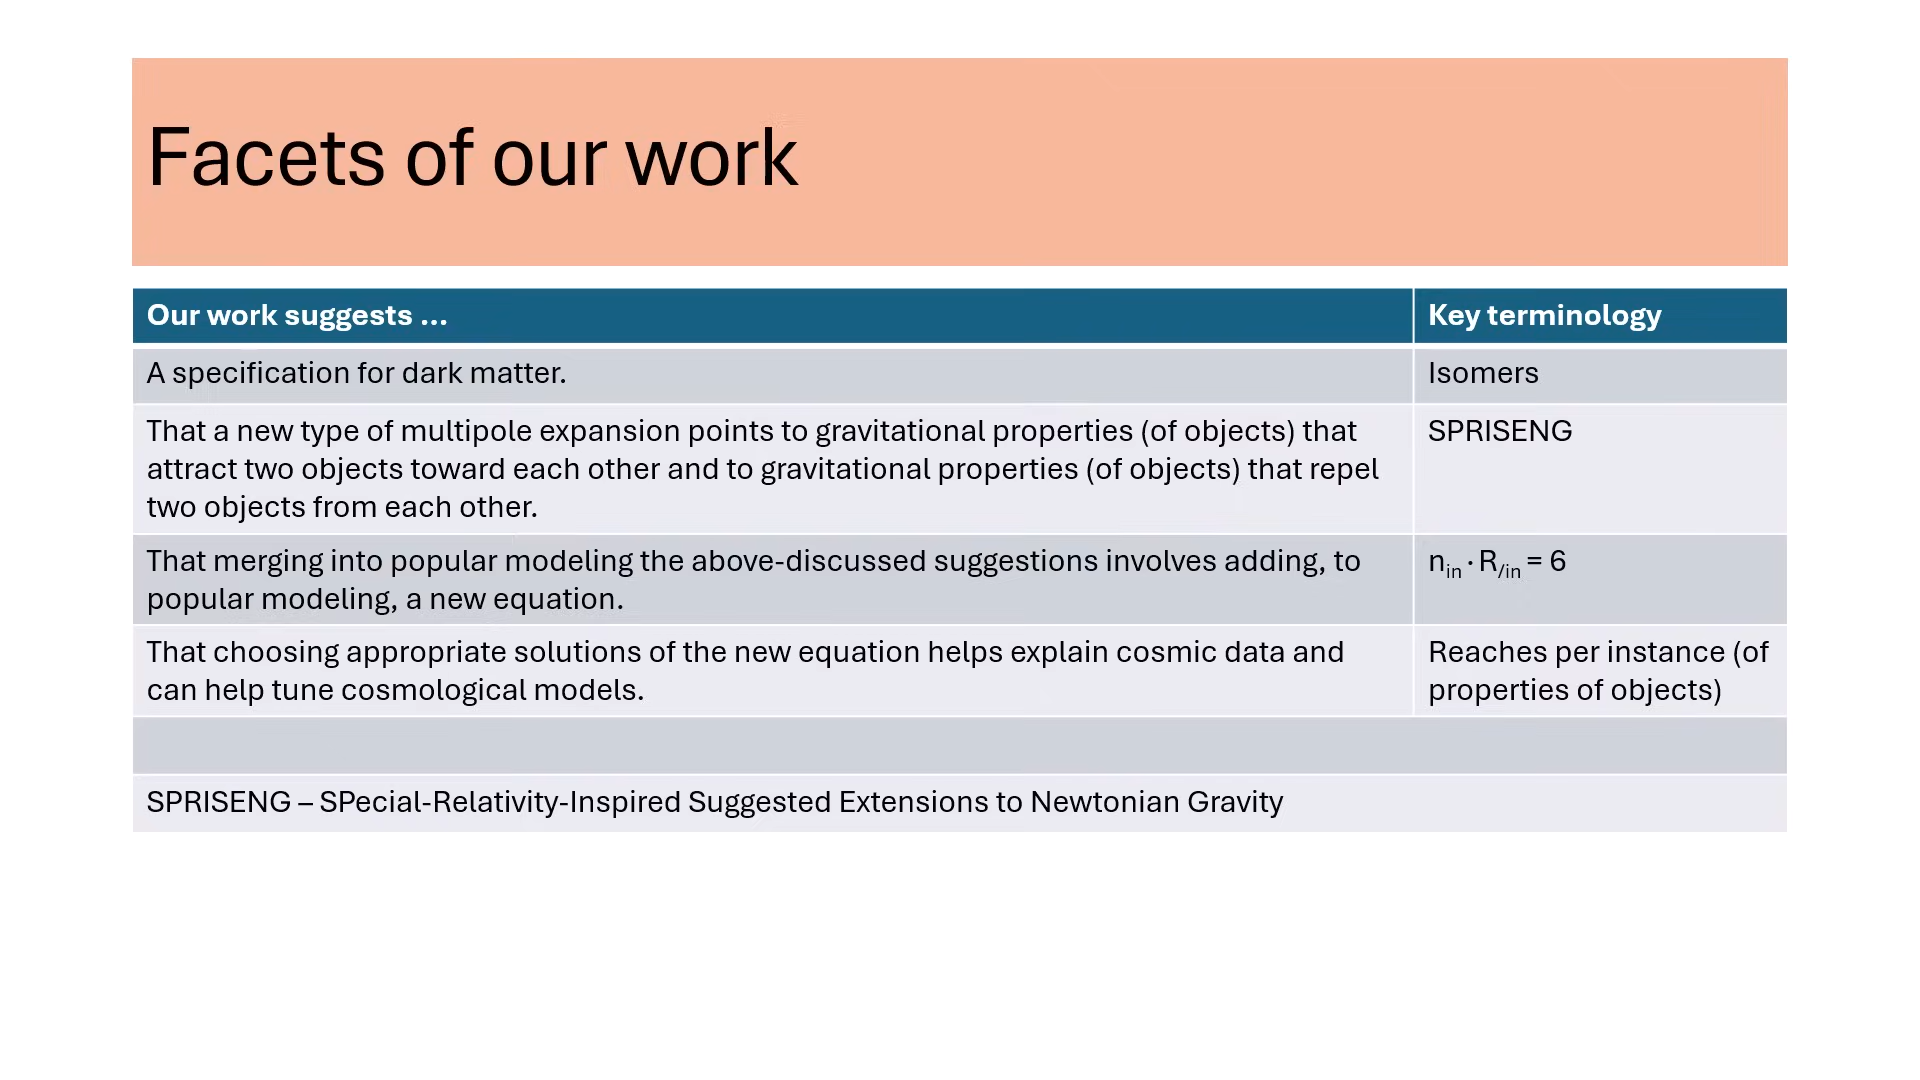 Facets of our work
Our work suggests ...
Key terminology
A specification for dark matter.
Isomers
That a new type of multipole expansion points to gravitational properties (of objects) that
attract two objects toward each other and to gravitational properties (of objects) that repel
two objects from each other.
SPRISENG
That merging into popular modeling the above-discussed suggestions involves adding, to
popular modeling, a new equation.
n_in · R_/in = 6
That choosing appropriate solutions of the new equation helps explain cosmic data and
can help tune cosmological models.
Reaches per instance (of
properties of objects)
SPRISENG – SPecial-Relativity-Inspired Suggested Extensions to Newtonian Gravity